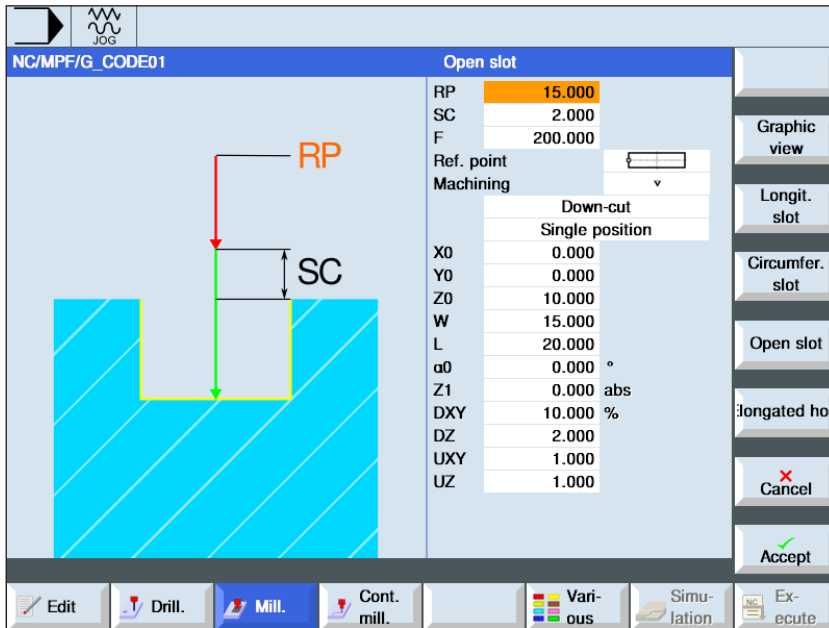 JOG
NC/MPF/G_CODE01
Open slot
RP
SC
RP 15.000
SC 2.000
F 200.000
Ref. point
Machining ▿
Down-cut
Single position
X0 0.000
Y0 0.000
Z0 10.000
W 15.000
L 20.000
α0 0.000 °
Z1 0.000 abs
DXY 10.000 %
DZ 2.000
UXY 1.000
UZ 1.000
Graphic
view
Longit.
slot
Circumfer.
slot
Open slot
Elongated ho
Cancel
Accept
Edit
Drill.
Mill.
Cont.
mill.
Vari-
ous
Simu-
lation
NC
Ex-
ecute